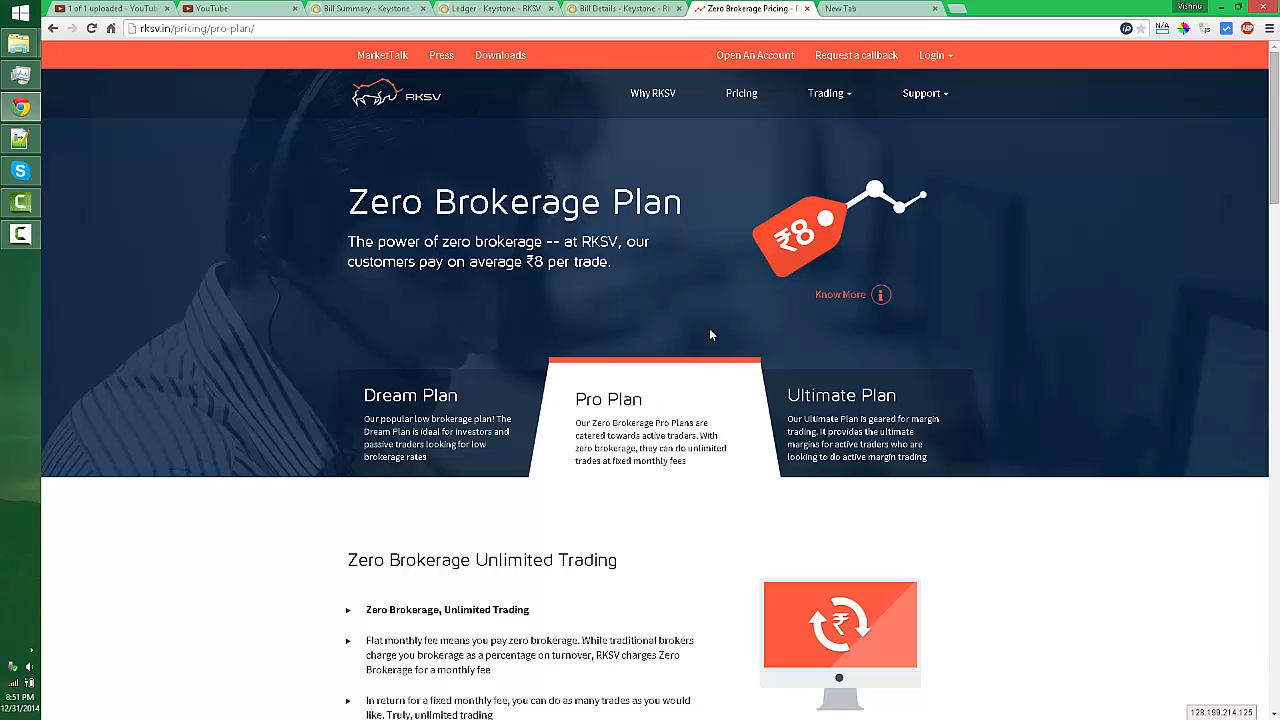 1 of 1 uploaded - YouTub
YouTube
Bill Summary - Keystone -
Ledger - Keystone - RKSV
Bill Details - Keystone - R
Zero Brokerage Pricing - R
New Tab
Vishnu
rksv.in/pricing/pro-plan/
MarketTalk
Press
Downloads
Open An Account
Request a callback
Login
RKSV
Why RKSV
Pricing
Trading
Support
Zero Brokerage Plan
The power of zero brokerage -- at RKSV, our
customers pay on average ₹8 per trade.
₹8
Know More
Dream Plan
Our popular low brokerage plan! The
Dream Plan is ideal for investors and
passive traders looking for low
brokerage rates
Pro Plan
Our Zero Brokerage Pro Plans are
catered towards active traders. With
zero brokerage, they can do unlimited
trades at fixed monthly fees
Ultimate Plan
Our Ultimate Plan is geared for margin
trading. It provides the ultimate
margins for active traders who are
looking to do active margin trading
Zero Brokerage Unlimited Trading
Zero Brokerage, Unlimited Trading
Flat monthly fee means you pay zero brokerage. While traditional brokers
charge you brokerage as a percentage on turnover, RKSV charges Zero
Brokerage for a monthly fee
In return for a fixed monthly fee, you can do as many trades as you would
like. Truly, unlimited trading
₹
8:51 PM
12/31/2014
128.199.214.125